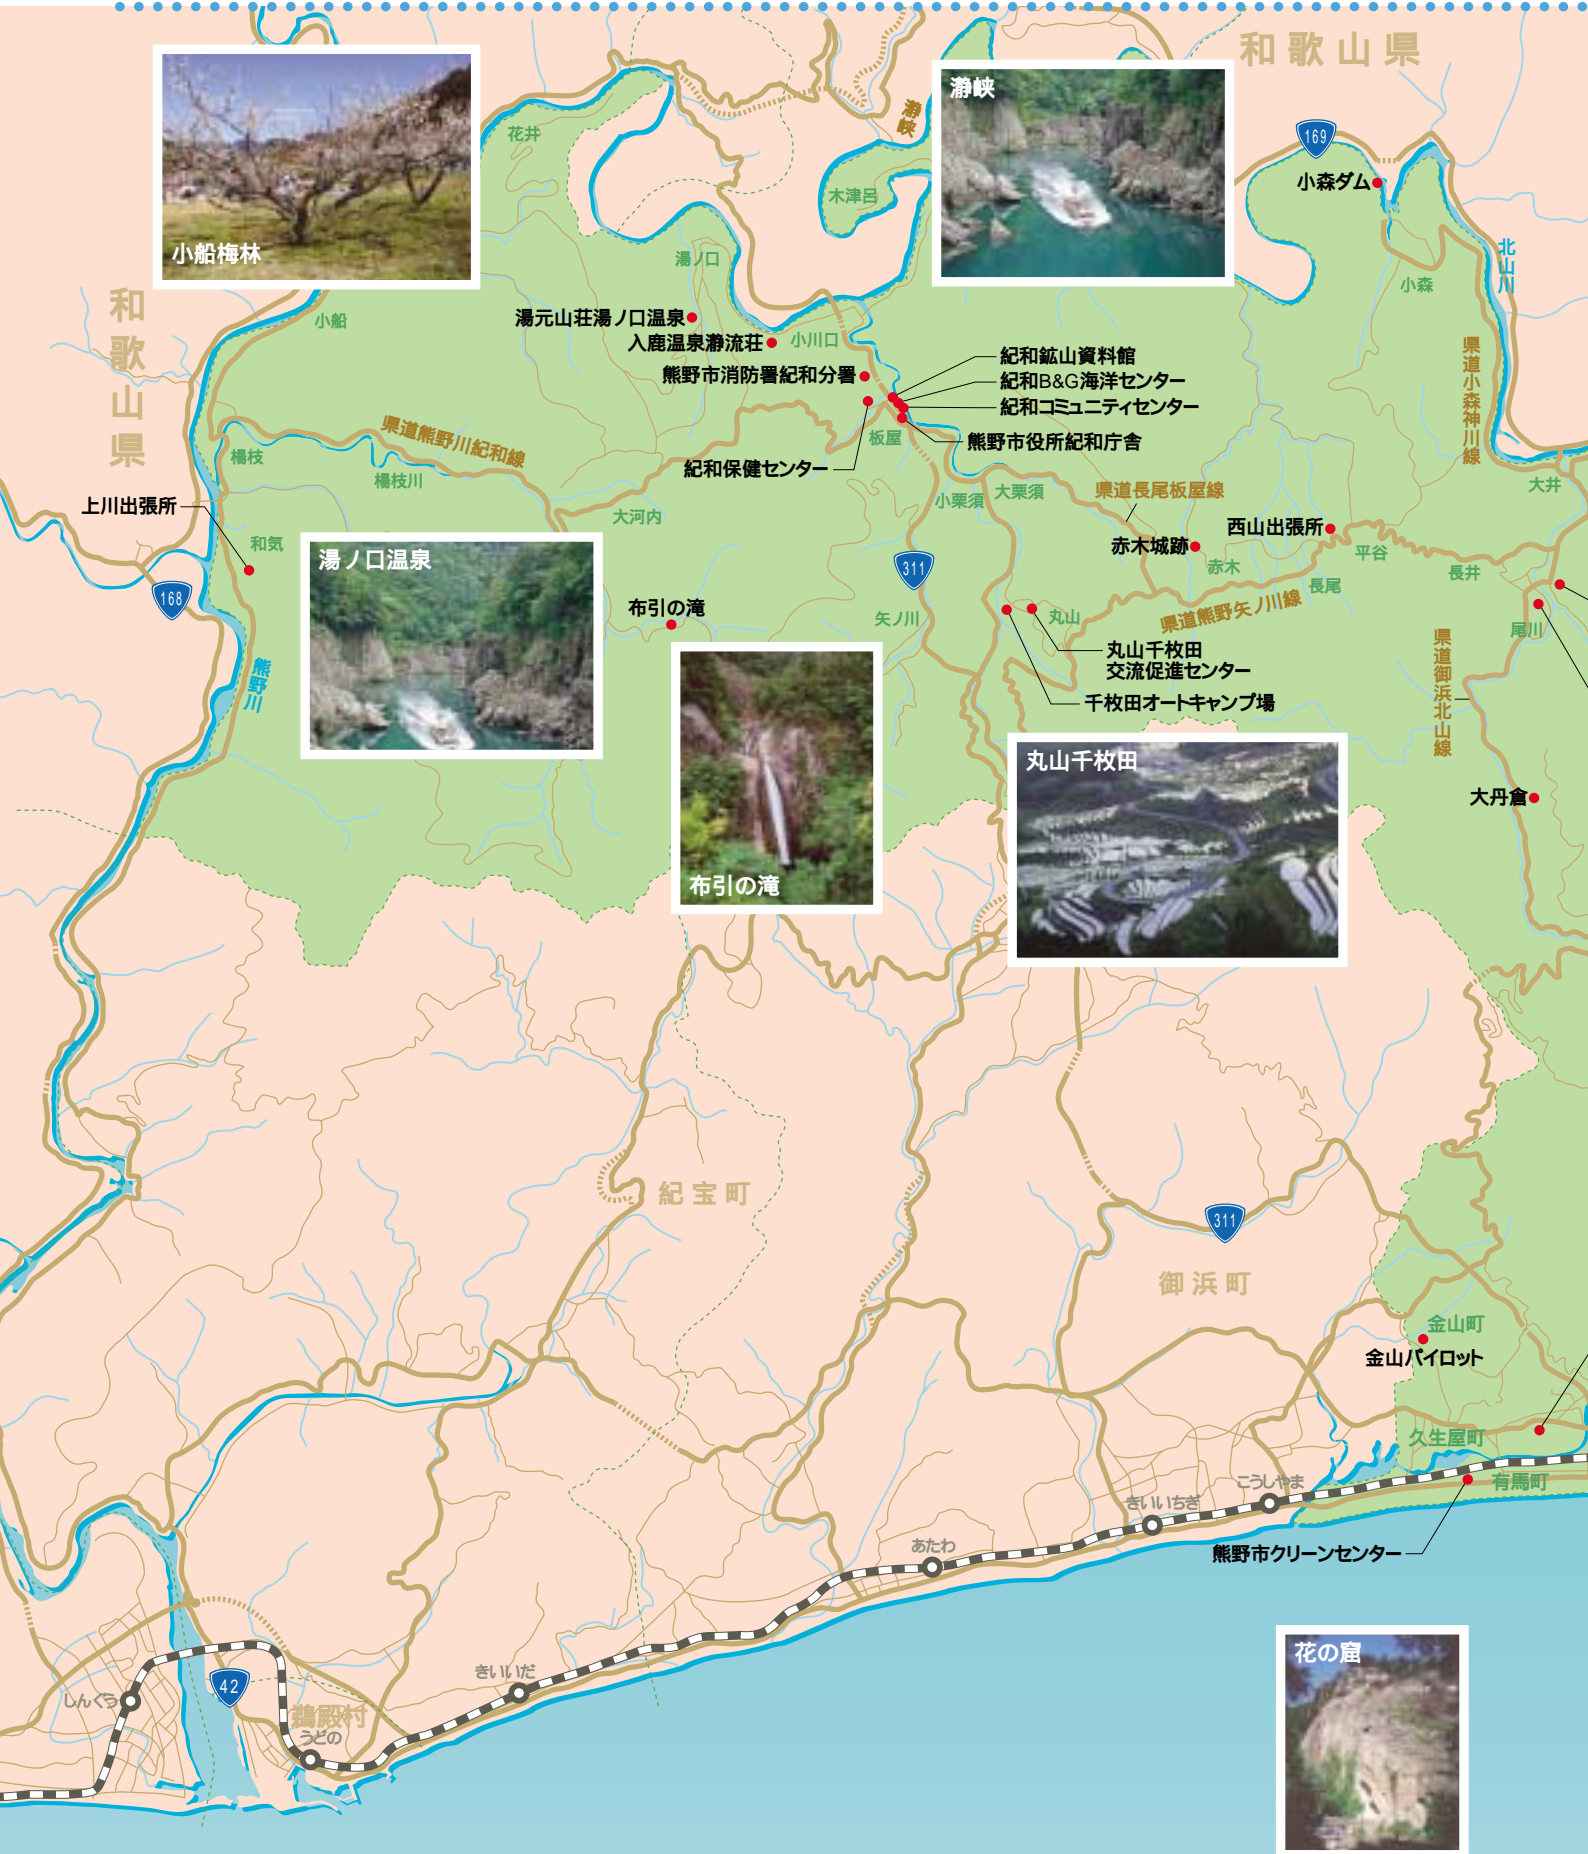 和歌山県
瀞峡
瀞峡
169
小森ダム
花井
木津呂
小船梅林
北山川
湯ノ口
小森
和歌山県
小船
湯元山荘湯ノ口温泉
入鹿温泉瀞流荘
小川口
熊野市消防署紀和分署
紀和鉱山資料館
紀和B&G海洋センター
紀和コミュニティセンター
熊野市役所紀和庁舎
県道小森神川線
県道熊野川紀和線
板屋
紀和保健センター
楊枝
楊枝川
小栗須
大栗須
県道長尾板屋線
大井
上川出張所
大河内
西山出張所
赤木城跡
平谷
和気
湯ノ口温泉
311
赤木
長尾
長井
168
布引の滝
矢ノ川
丸山
県道熊野矢ノ川線
尾川
丸山千枚田
交流促進センター
県道御浜北山線
熊野川
千枚田オートキャンプ場
丸山千枚田
大丹倉
布引の滝
紀宝町
311
御浜町
金山町
金山パイロット
久生屋町
有馬町
こうしやま
きいいちぎ
あたわ
熊野市クリーンセンター
花の窟
きいいだ
42
しんぐう
鵜殿村
うどの